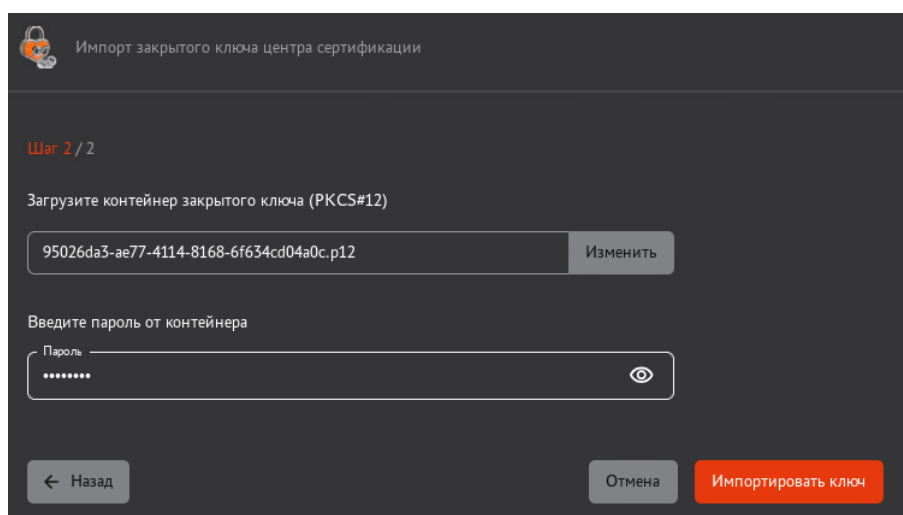 Импорт закрытого ключа центра сертификации
Шаг 2 / 2
Загрузите контейнер закрытого ключа (PKCS#12)
95026da3-ae77-4114-8168-6f634cd04a0c.p12
Изменить
Введите пароль от контейнера
Пароль
••••••••
← Назад
Отмена
Импортировать ключ